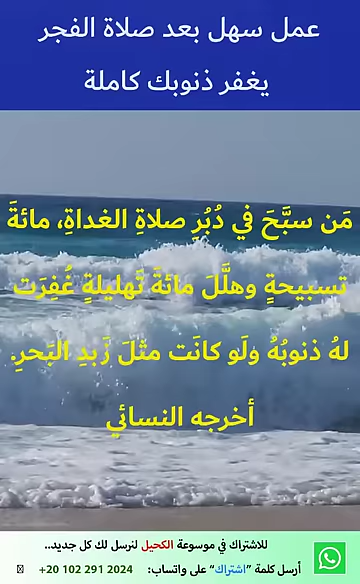 عمل سهل بعد صلاة الفجر
يغفر ذنوبك كاملة
مَن سبَّحَ في دُبُرِ صلاةِ الغداةِ، مائةَ
تسبيحةٍ وهلَّلَ مائةَ تَهليلةٍ غُفِرَت
لهُ ذنوبُهُ ولَو كانَت مثلَ زَبدِ البَحرِ.
أخرجه النسائي
للاشتراك في موسوعة الكحيل لنرسل لك كل جديد..
أرسل كلمة "اشتراك" على واتساب: +20 102 291 2024